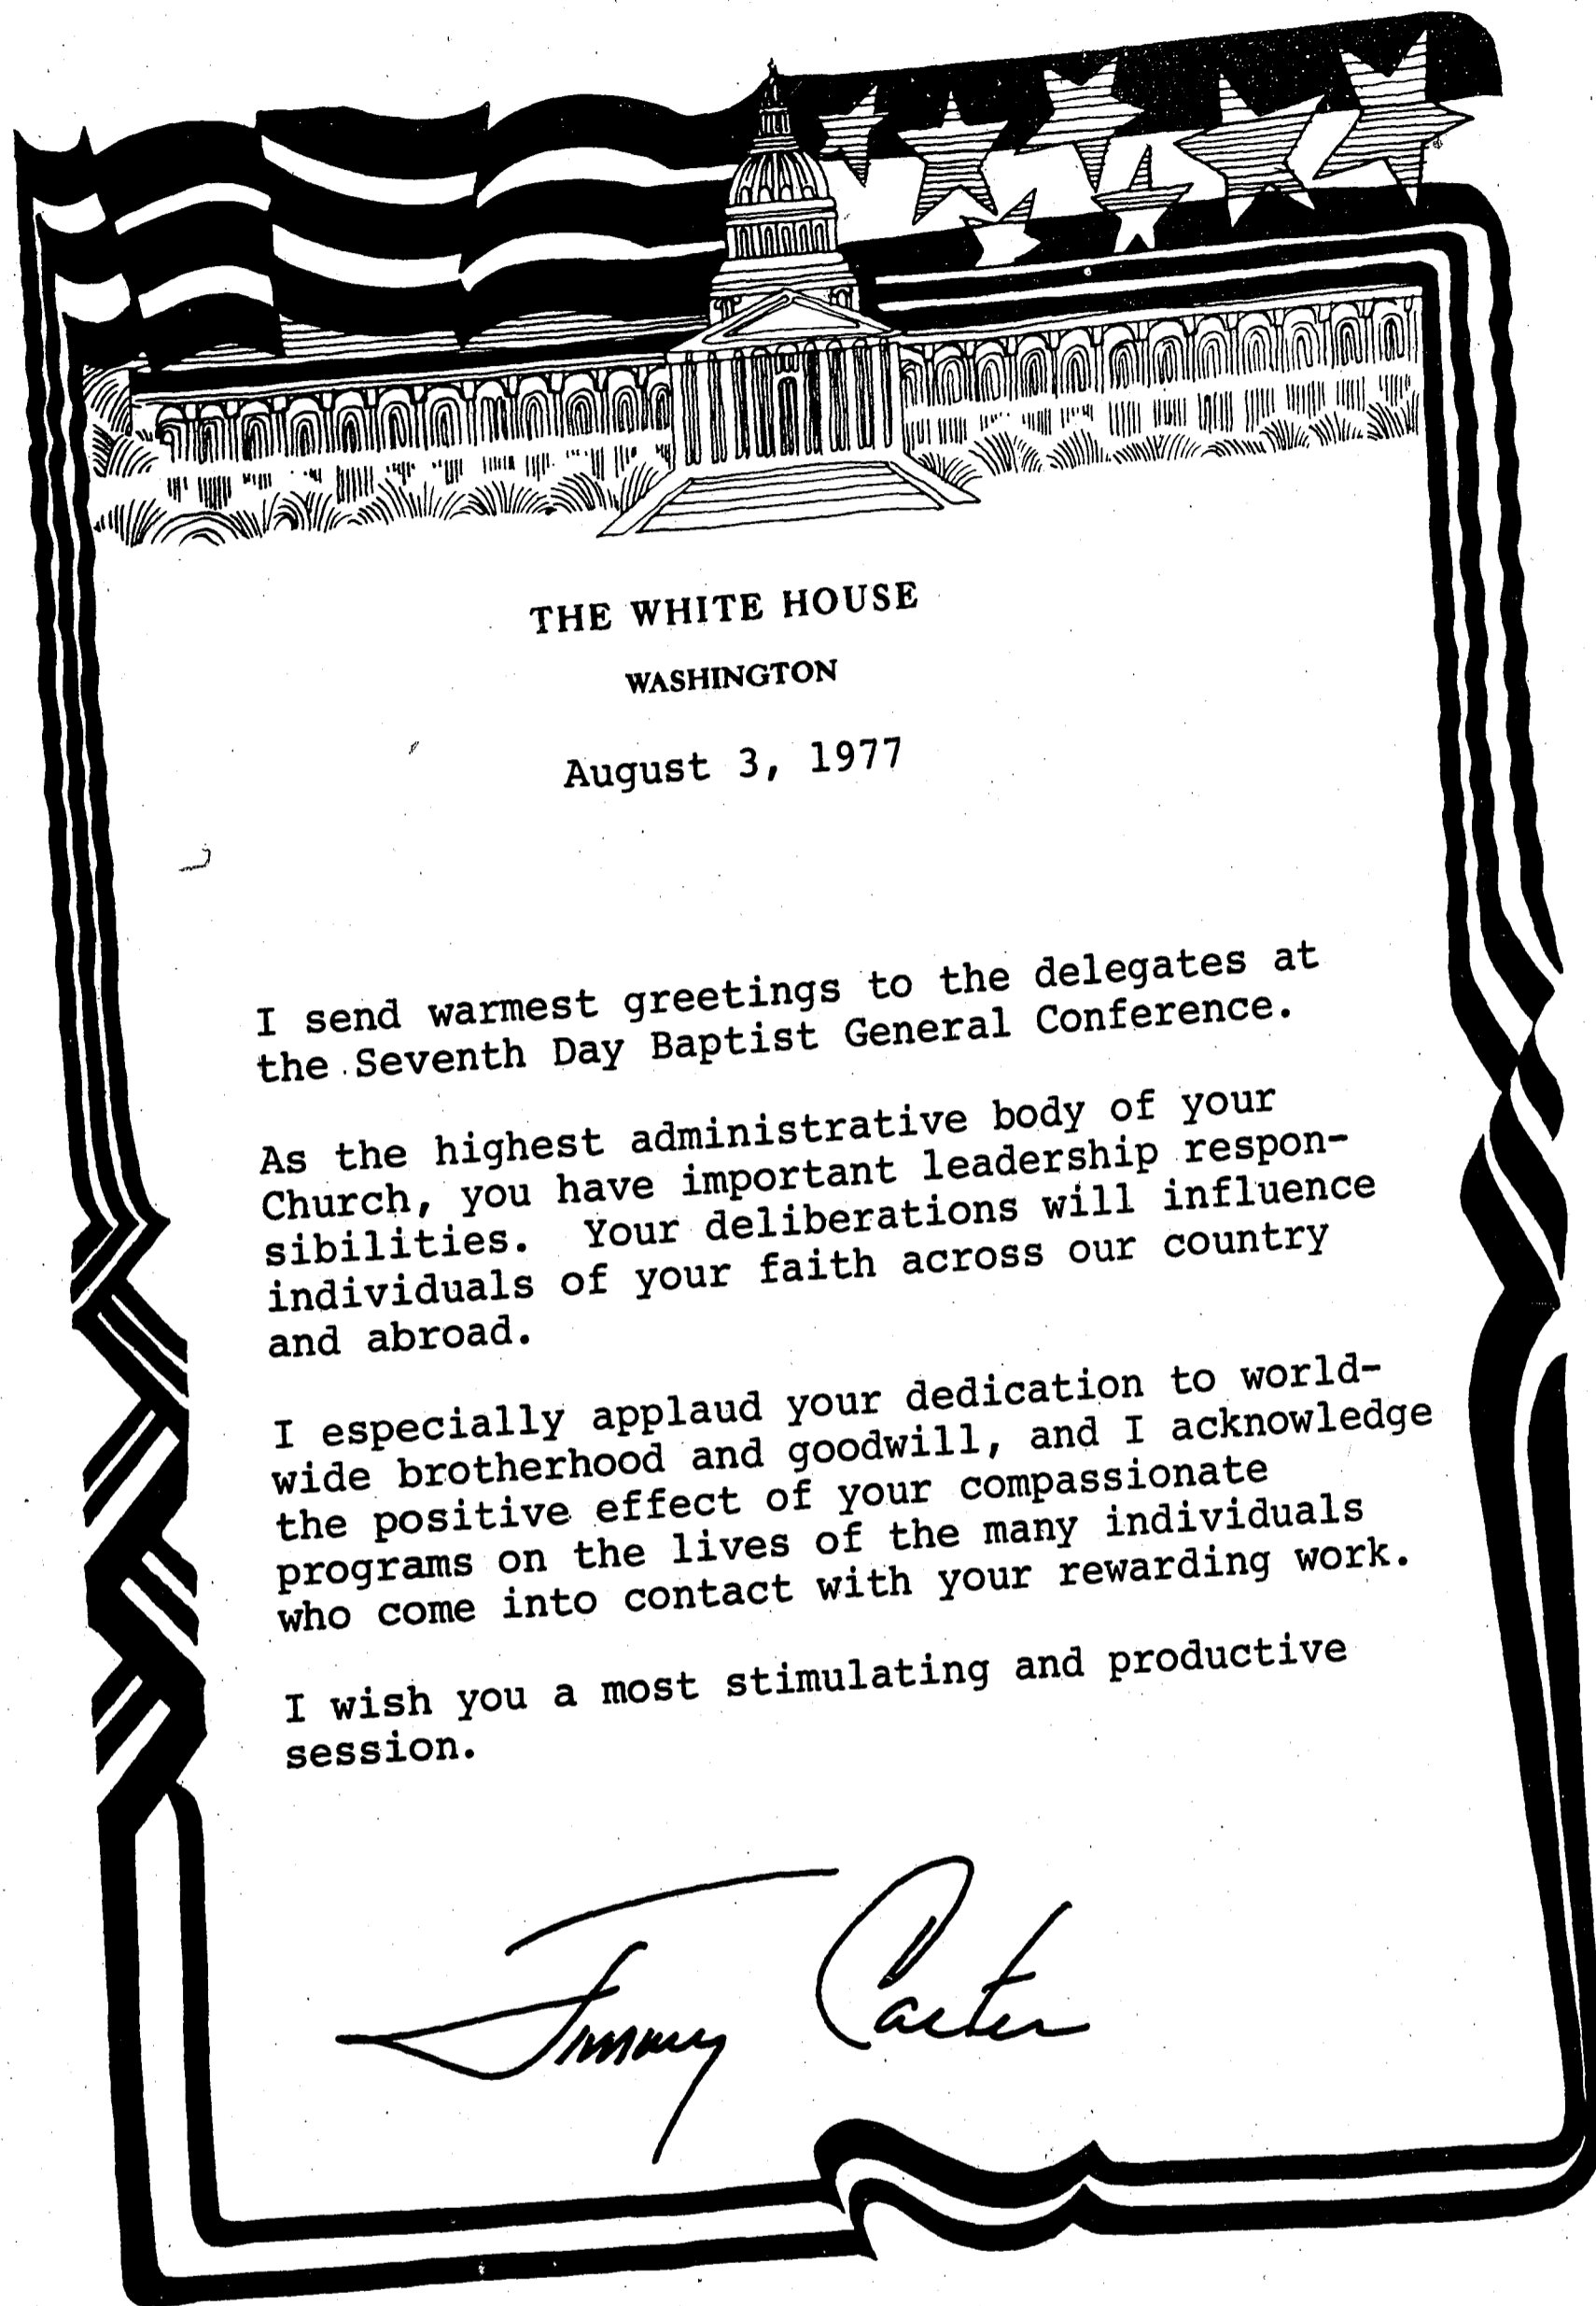 THE WHITE HOUSE
WASHINGTON
August 3, 1977
I send warmest greetings to the delegates at
the Seventh Day Baptist General Conference.
As the highest administrative body of your
Church, you have important leadership respon-
sibilities. Your deliberations will influence
individuals of your faith across our country
and abroad.
I especially applaud your dedication to world-
wide brotherhood and goodwill, and I acknowledge
the positive effect of your compassionate
programs on the lives of the many individuals
who come into contact with your rewarding work.
I wish you a most stimulating and productive
session.
Jimmy Carter